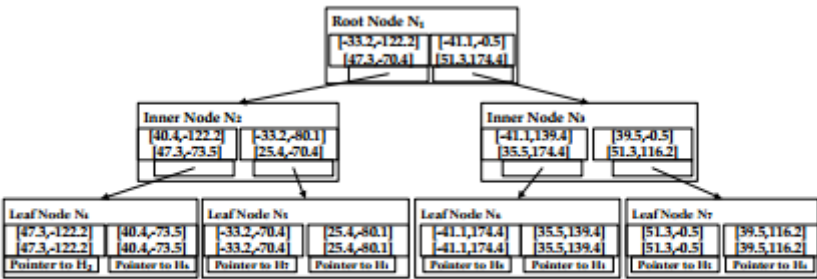 Root Node N₁
[-33.2,-122.2] [-41.1,-0.5]
[47.3,-70.4] [51.3,174.4]
Inner Node N₂
[40.4,-122.2] [-33.2,-80.1]
[47.3,-73.5] [25.4,-70.4]
Inner Node N₃
[-41.1,139.4] [39.5,-0.5]
[35.5,174.4] [51.3,116.2]
Leaf Node
[47.3,-122.2] [40.4,-73.5]
[47.3,-122.2] [40.4,-73.5]
Pointer to H₂ Pointer to
Leaf Node N₅
[-33.2,-70.4] [25.4,-80.1]
[-33.2,-70.4] [25.4,-80.1]
Pointer to H₇ Pointer to
Leaf Node N₆
[-41.1,174.4] [35.5,139.4]
[-41.1,174.4] [35.5,139.4]
Pointer to Pointer to
Leaf Node N₇
[51.3,-0.5] [39.5,116.2]
[51.3,-0.5] [39.5,116.2]
Pointer to Pointer to